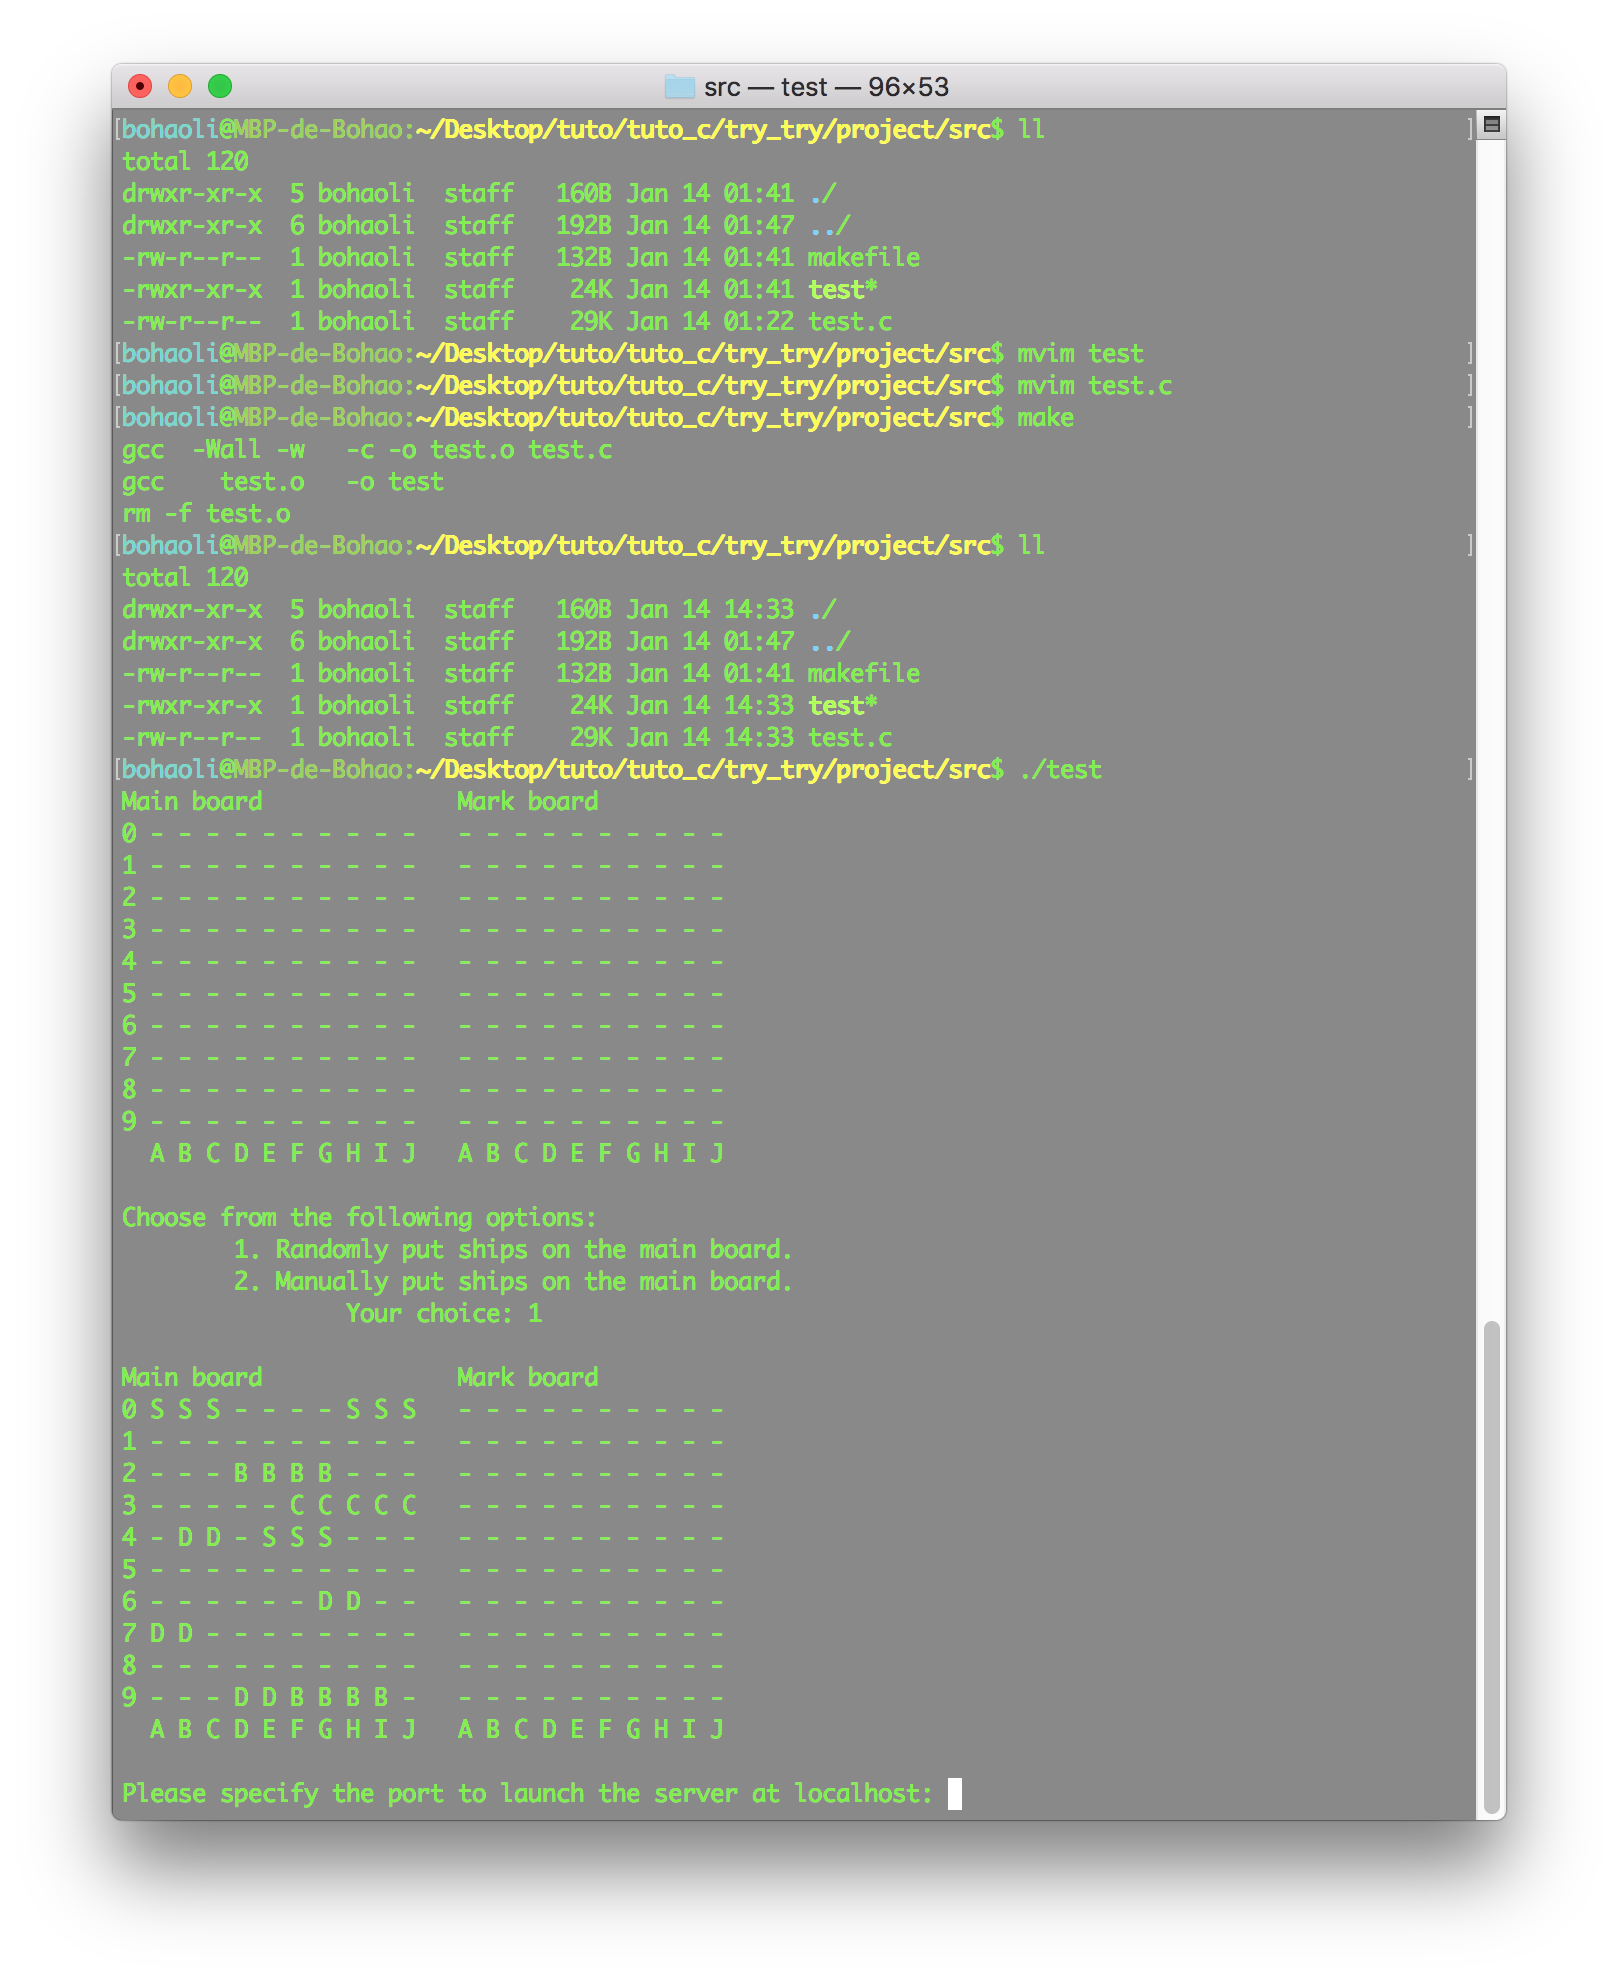 src — test — 96×53
[bohaoli@MBP-de-Bohao:~/Desktop/tuto/tuto_c/try_try/project/src$ ll ]
total 120
drwxr-xr-x  5 bohaoli  staff   160B Jan 14 01:41 ./
drwxr-xr-x  6 bohaoli  staff   192B Jan 14 01:47 ../
-rw-r--r--  1 bohaoli  staff   132B Jan 14 01:41 makefile
-rwxr-xr-x  1 bohaoli  staff    24K Jan 14 01:41 test*
-rw-r--r--  1 bohaoli  staff    29K Jan 14 01:22 test.c
[bohaoli@MBP-de-Bohao:~/Desktop/tuto/tuto_c/try_try/project/src$ mvim test ]
[bohaoli@MBP-de-Bohao:~/Desktop/tuto/tuto_c/try_try/project/src$ mvim test.c ]
[bohaoli@MBP-de-Bohao:~/Desktop/tuto/tuto_c/try_try/project/src$ make ]
gcc  -Wall -w   -c -o test.o test.c
gcc    test.o   -o test
rm -f test.o
[bohaoli@MBP-de-Bohao:~/Desktop/tuto/tuto_c/try_try/project/src$ ll ]
total 120
drwxr-xr-x  5 bohaoli  staff   160B Jan 14 14:33 ./
drwxr-xr-x  6 bohaoli  staff   192B Jan 14 01:47 ../
-rw-r--r--  1 bohaoli  staff   132B Jan 14 01:41 makefile
-rwxr-xr-x  1 bohaoli  staff    24K Jan 14 14:33 test*
-rw-r--r--  1 bohaoli  staff    29K Jan 14 14:33 test.c
[bohaoli@MBP-de-Bohao:~/Desktop/tuto/tuto_c/try_try/project/src$ ./test ]
Main board              Mark board
0 - - - - - - - - - -   - - - - - - - - - -
1 - - - - - - - - - -   - - - - - - - - - -
2 - - - - - - - - - -   - - - - - - - - - -
3 - - - - - - - - - -   - - - - - - - - - -
4 - - - - - - - - - -   - - - - - - - - - -
5 - - - - - - - - - -   - - - - - - - - - -
6 - - - - - - - - - -   - - - - - - - - - -
7 - - - - - - - - - -   - - - - - - - - - -
8 - - - - - - - - - -   - - - - - - - - - -
9 - - - - - - - - - -   - - - - - - - - - -
  A B C D E F G H I J   A B C D E F G H I J
Choose from the following options:
        1. Randomly put ships on the main board.
        2. Manually put ships on the main board.
                Your choice: 1
Main board              Mark board
0 S S S - - - - S S S   - - - - - - - - - -
1 - - - - - - - - - -   - - - - - - - - - -
2 - - - B B B B - - -   - - - - - - - - - -
3 - - - - - C C C C C   - - - - - - - - - -
4 - D D - S S S - - -   - - - - - - - - - -
5 - - - - - - - - - -   - - - - - - - - - -
6 - - - - - - D D - -   - - - - - - - - - -
7 D D - - - - - - - -   - - - - - - - - - -
8 - - - - - - - - - -   - - - - - - - - - -
9 - - - D D B B B B -   - - - - - - - - - -
  A B C D E F G H I J   A B C D E F G H I J
Please specify the port to launch the server at localhost: